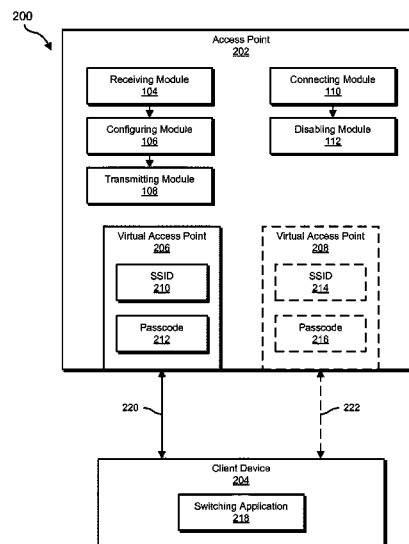 200
Access Point
202
Receiving Module
104
Connecting Module
110
Configuring Module
106
Disabling Module
112
Transmitting Module
108
Virtual Access Point
206
Virtual Access Point
208
SSID
210
SSID
214
Passcode
212
Passcode
216
220
222
Client Device
204
Switching Application
218